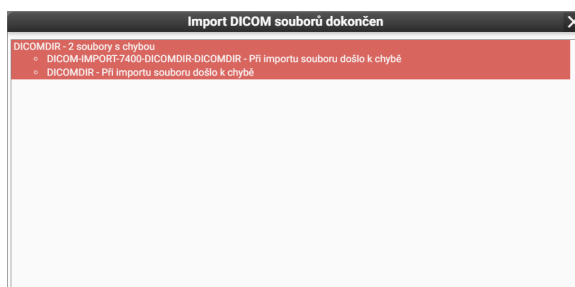 Import DICOM souborů dokončen
DICOMDIR - 2 soubory s chybou
DICOM-IMPORT-7400-DICOMDIR-DICOMDIR - Při importu souboru došlo k chybě
DICOMDIR - Při importu souboru došlo k chybě